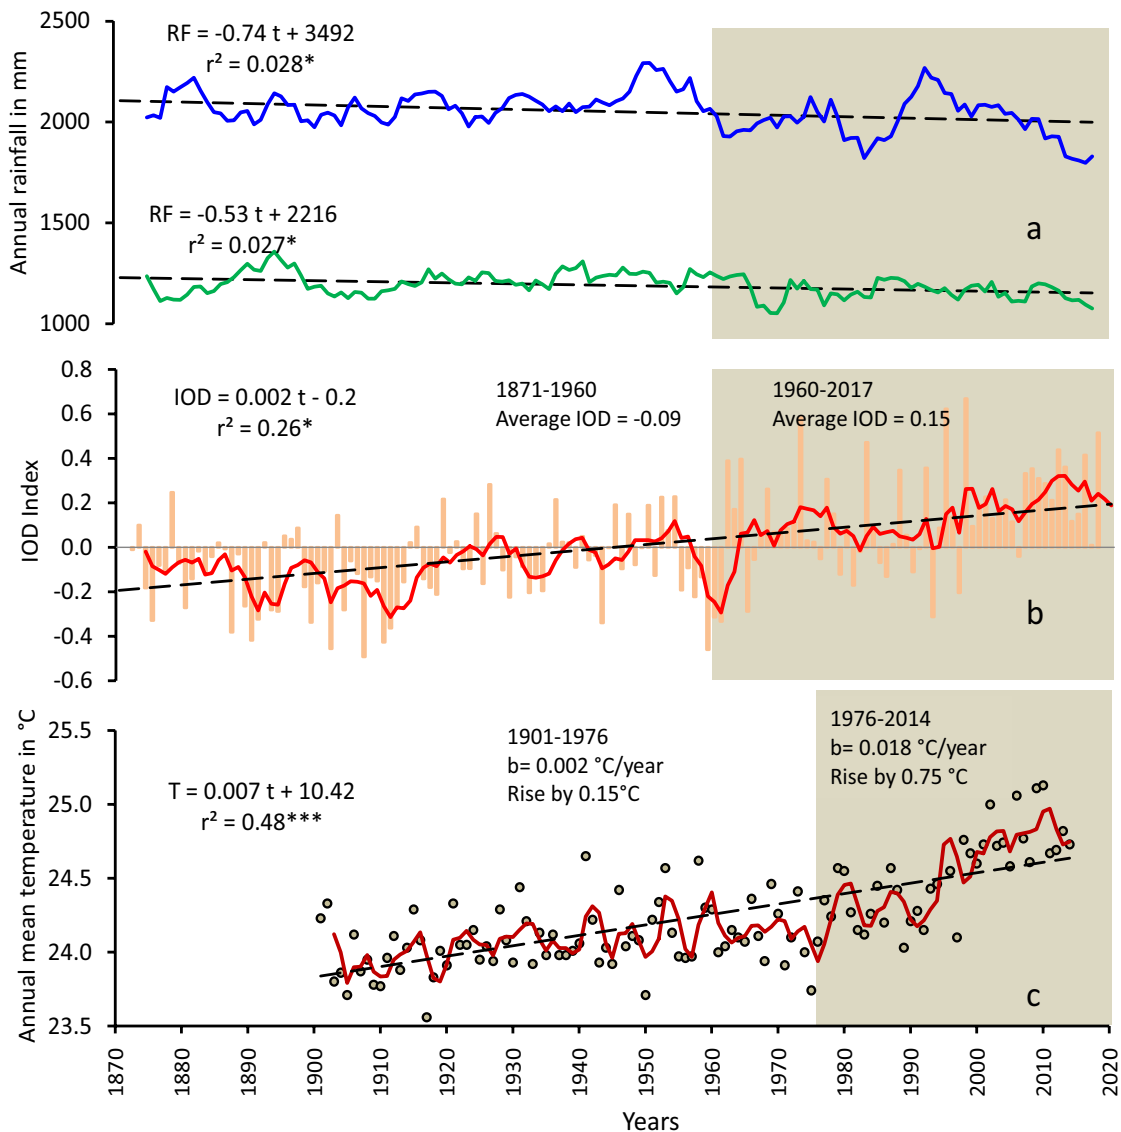 2500
2000
1500
1000
Annual rainfall in mm
RF = -0.74 t + 3492
r² = 0.028*
RF = -0.53 t + 2216
r² = 0.027*
a
0.8
0.6
0.4
0.2
0.0
-0.2
-0.4
-0.6
IOD Index
IOD = 0.002 t - 0.2
r² = 0.26*
1871-1960
Average IOD = -0.09
1960-2017
Average IOD = 0.15
b
25.5
25.0
24.5
24.0
23.5
Annual mean temperature in °C
T = 0.007 t + 10.42
r² = 0.48***
1901-1976
b= 0.002 °C/year
Rise by 0.15°C
1976-2014
b= 0.018 °C/year
Rise by 0.75 °C
c
1870
1880
1890
1900
1910
1920
1930
1940
1950
1960
1970
1980
1990
2000
2010
2020
Years